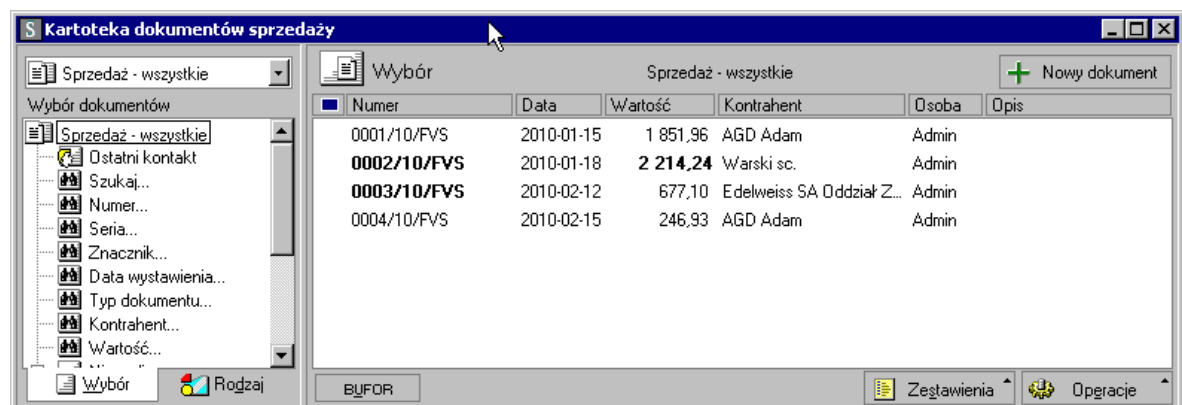 S Kartoteka dokumentów sprzedaży
Sprzedaż - wszystkie
Wybór dokumentów
Sprzedaż - wszystkie
Ostatni kontakt
Szukaj...
Numer...
Seria...
Znacznik...
Data wystawienia...
Typ dokumentu...
Kontrahent...
Wartość...
Wybór Rodzaj
Wybór Sprzedaż - wszystkie Nowy dokument
Numer Data Wartość Kontrahent Osoba Opis
0001/10/FVS 2010-01-15 1 851,96 AGD Adam Admin
0002/10/FVS 2010-01-18 2 214,24 Warski sc. Admin
0003/10/FVS 2010-02-12 677,10 Edelweiss SA Oddział Z... Admin
0004/10/FVS 2010-02-15 246,93 AGD Adam Admin
BUFOR Zestawienia Operacje